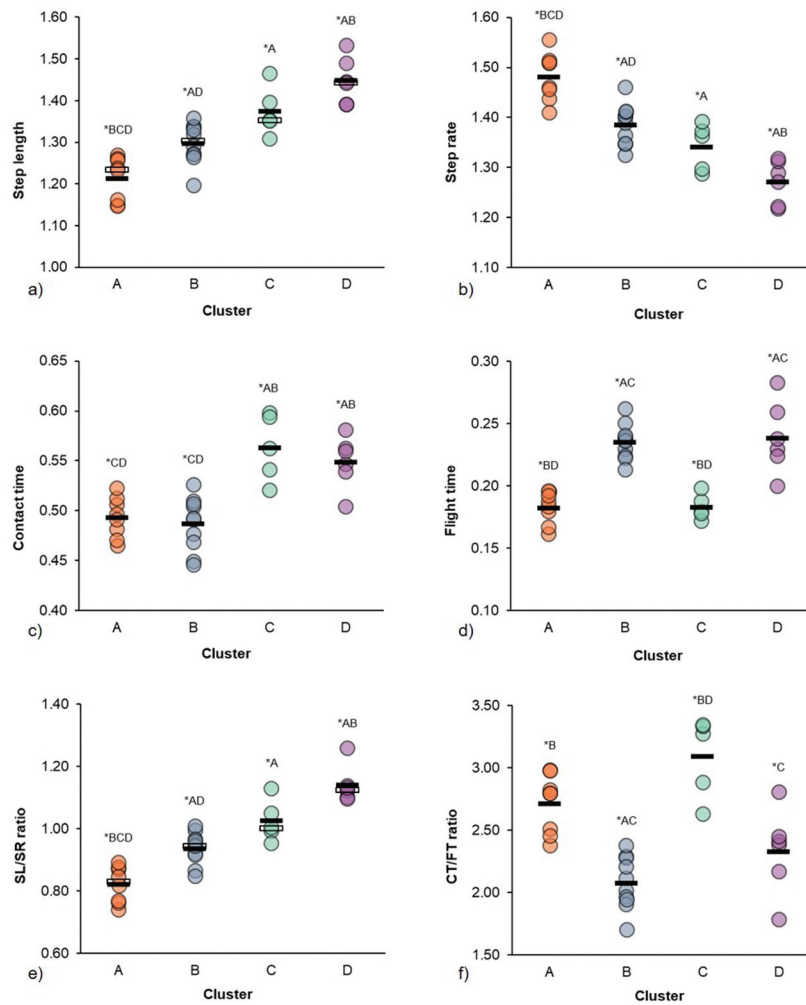 Step length
1.60
1.50
1.40
1.30
1.20
1.10
1.00
*BCD
*AD
*A
*AB
A B C D
Cluster
a)
Step rate
1.60
1.50
1.40
1.30
1.20
1.10
*BCD
*AD
*A
*AB
A B C D
Cluster
b)
Contact time
0.65
0.60
0.55
0.50
0.45
0.40
*CD
*CD
*AB
*AB
A B C D
Cluster
c)
Flight time
0.30
0.25
0.20
0.15
0.10
*BD
*AC
*BD
*AC
A B C D
Cluster
d)
SL/SR ratio
1.40
1.20
1.00
0.80
0.60
*BCD
*AD
*A
*AB
A B C D
Cluster
e)
CT/FT ratio
3.50
3.00
2.50
2.00
1.50
*B
*AC
*BD
*C
A B C D
Cluster
f)